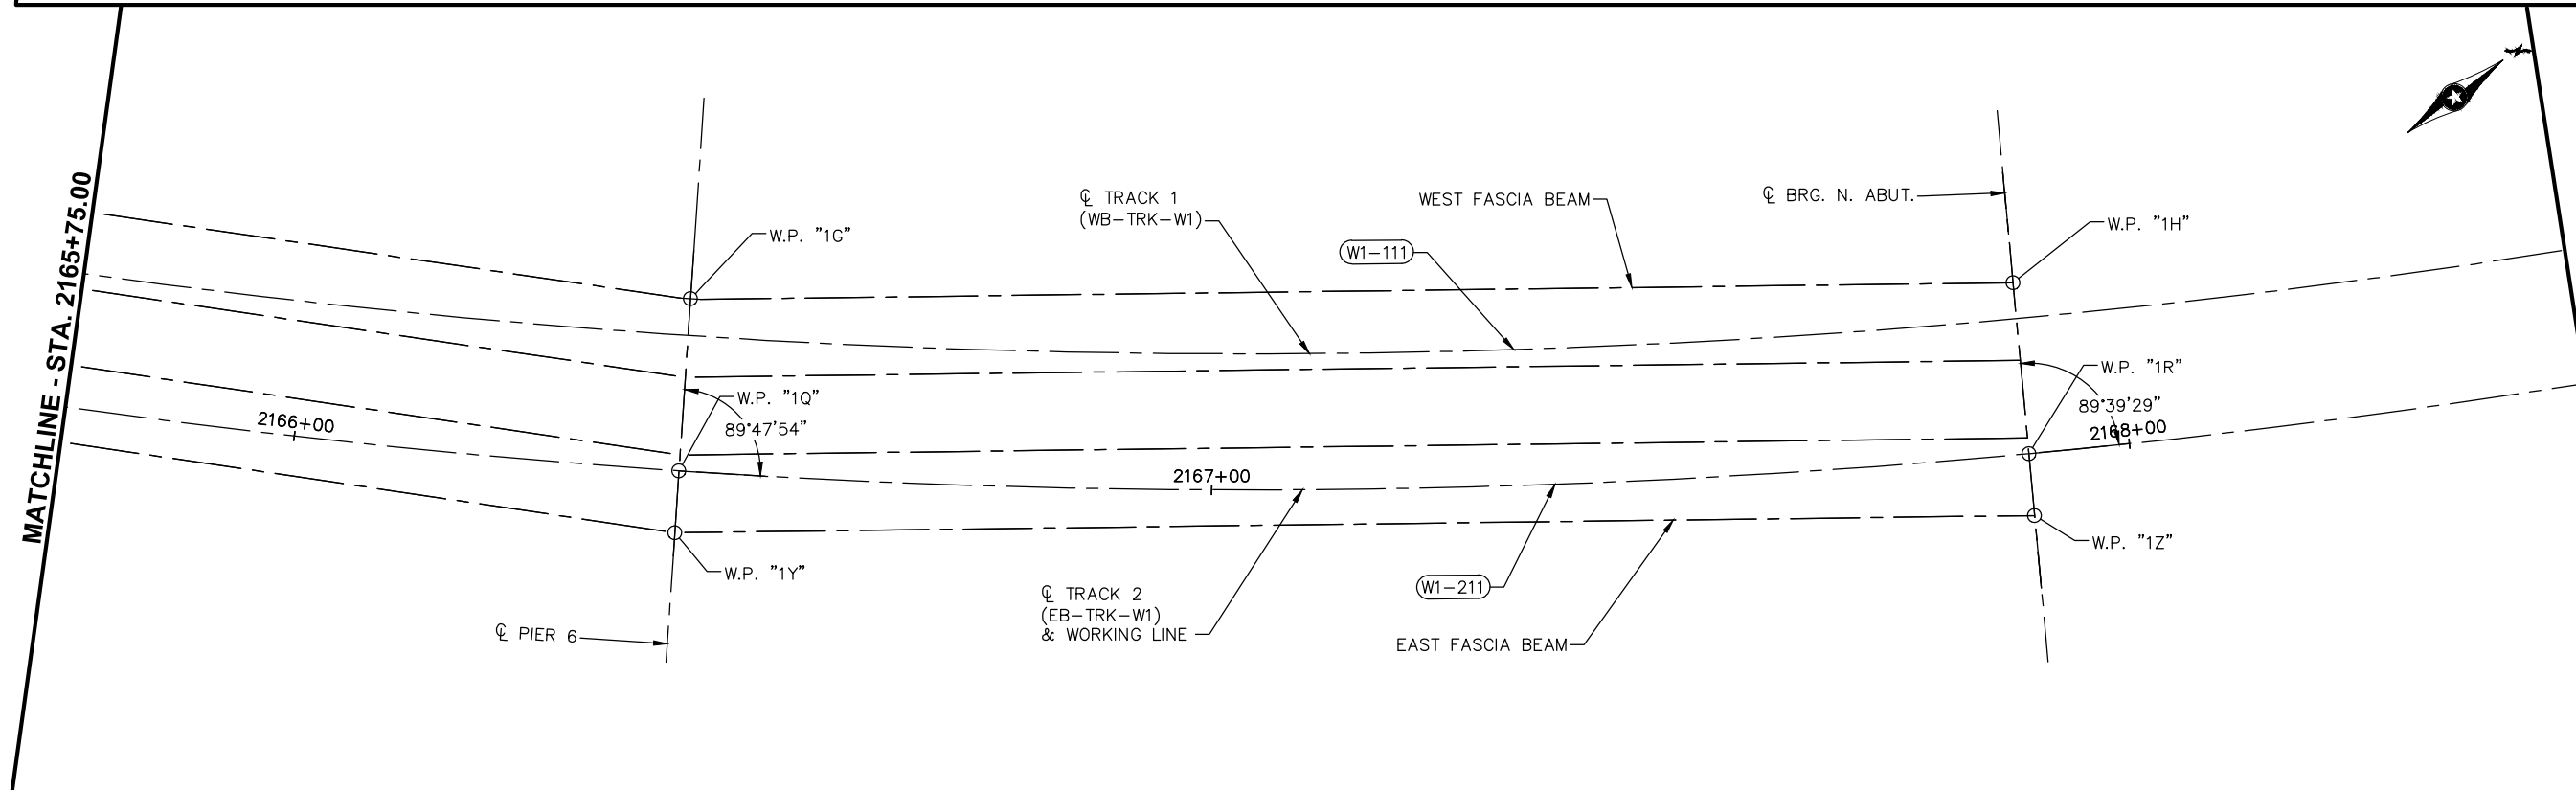 MATCHLINE - STA. 2165+75.00
℄ TRACK 1
(WB-TRK-W1)
WEST FASCIA BEAM
℄ BRG. N. ABUT.
W.P. "1G"
W1-111
W.P. "1H"
W.P. "1Q"
89°47'54"
W.P. "1R"
89°39'29"
2166+00
2167+00
2168+00
W.P. "1Y"
W.P. "1Z"
℄ PIER 6
℄ TRACK 2
(EB-TRK-W1)
& WORKING LINE
W1-211
EAST FASCIA BEAM